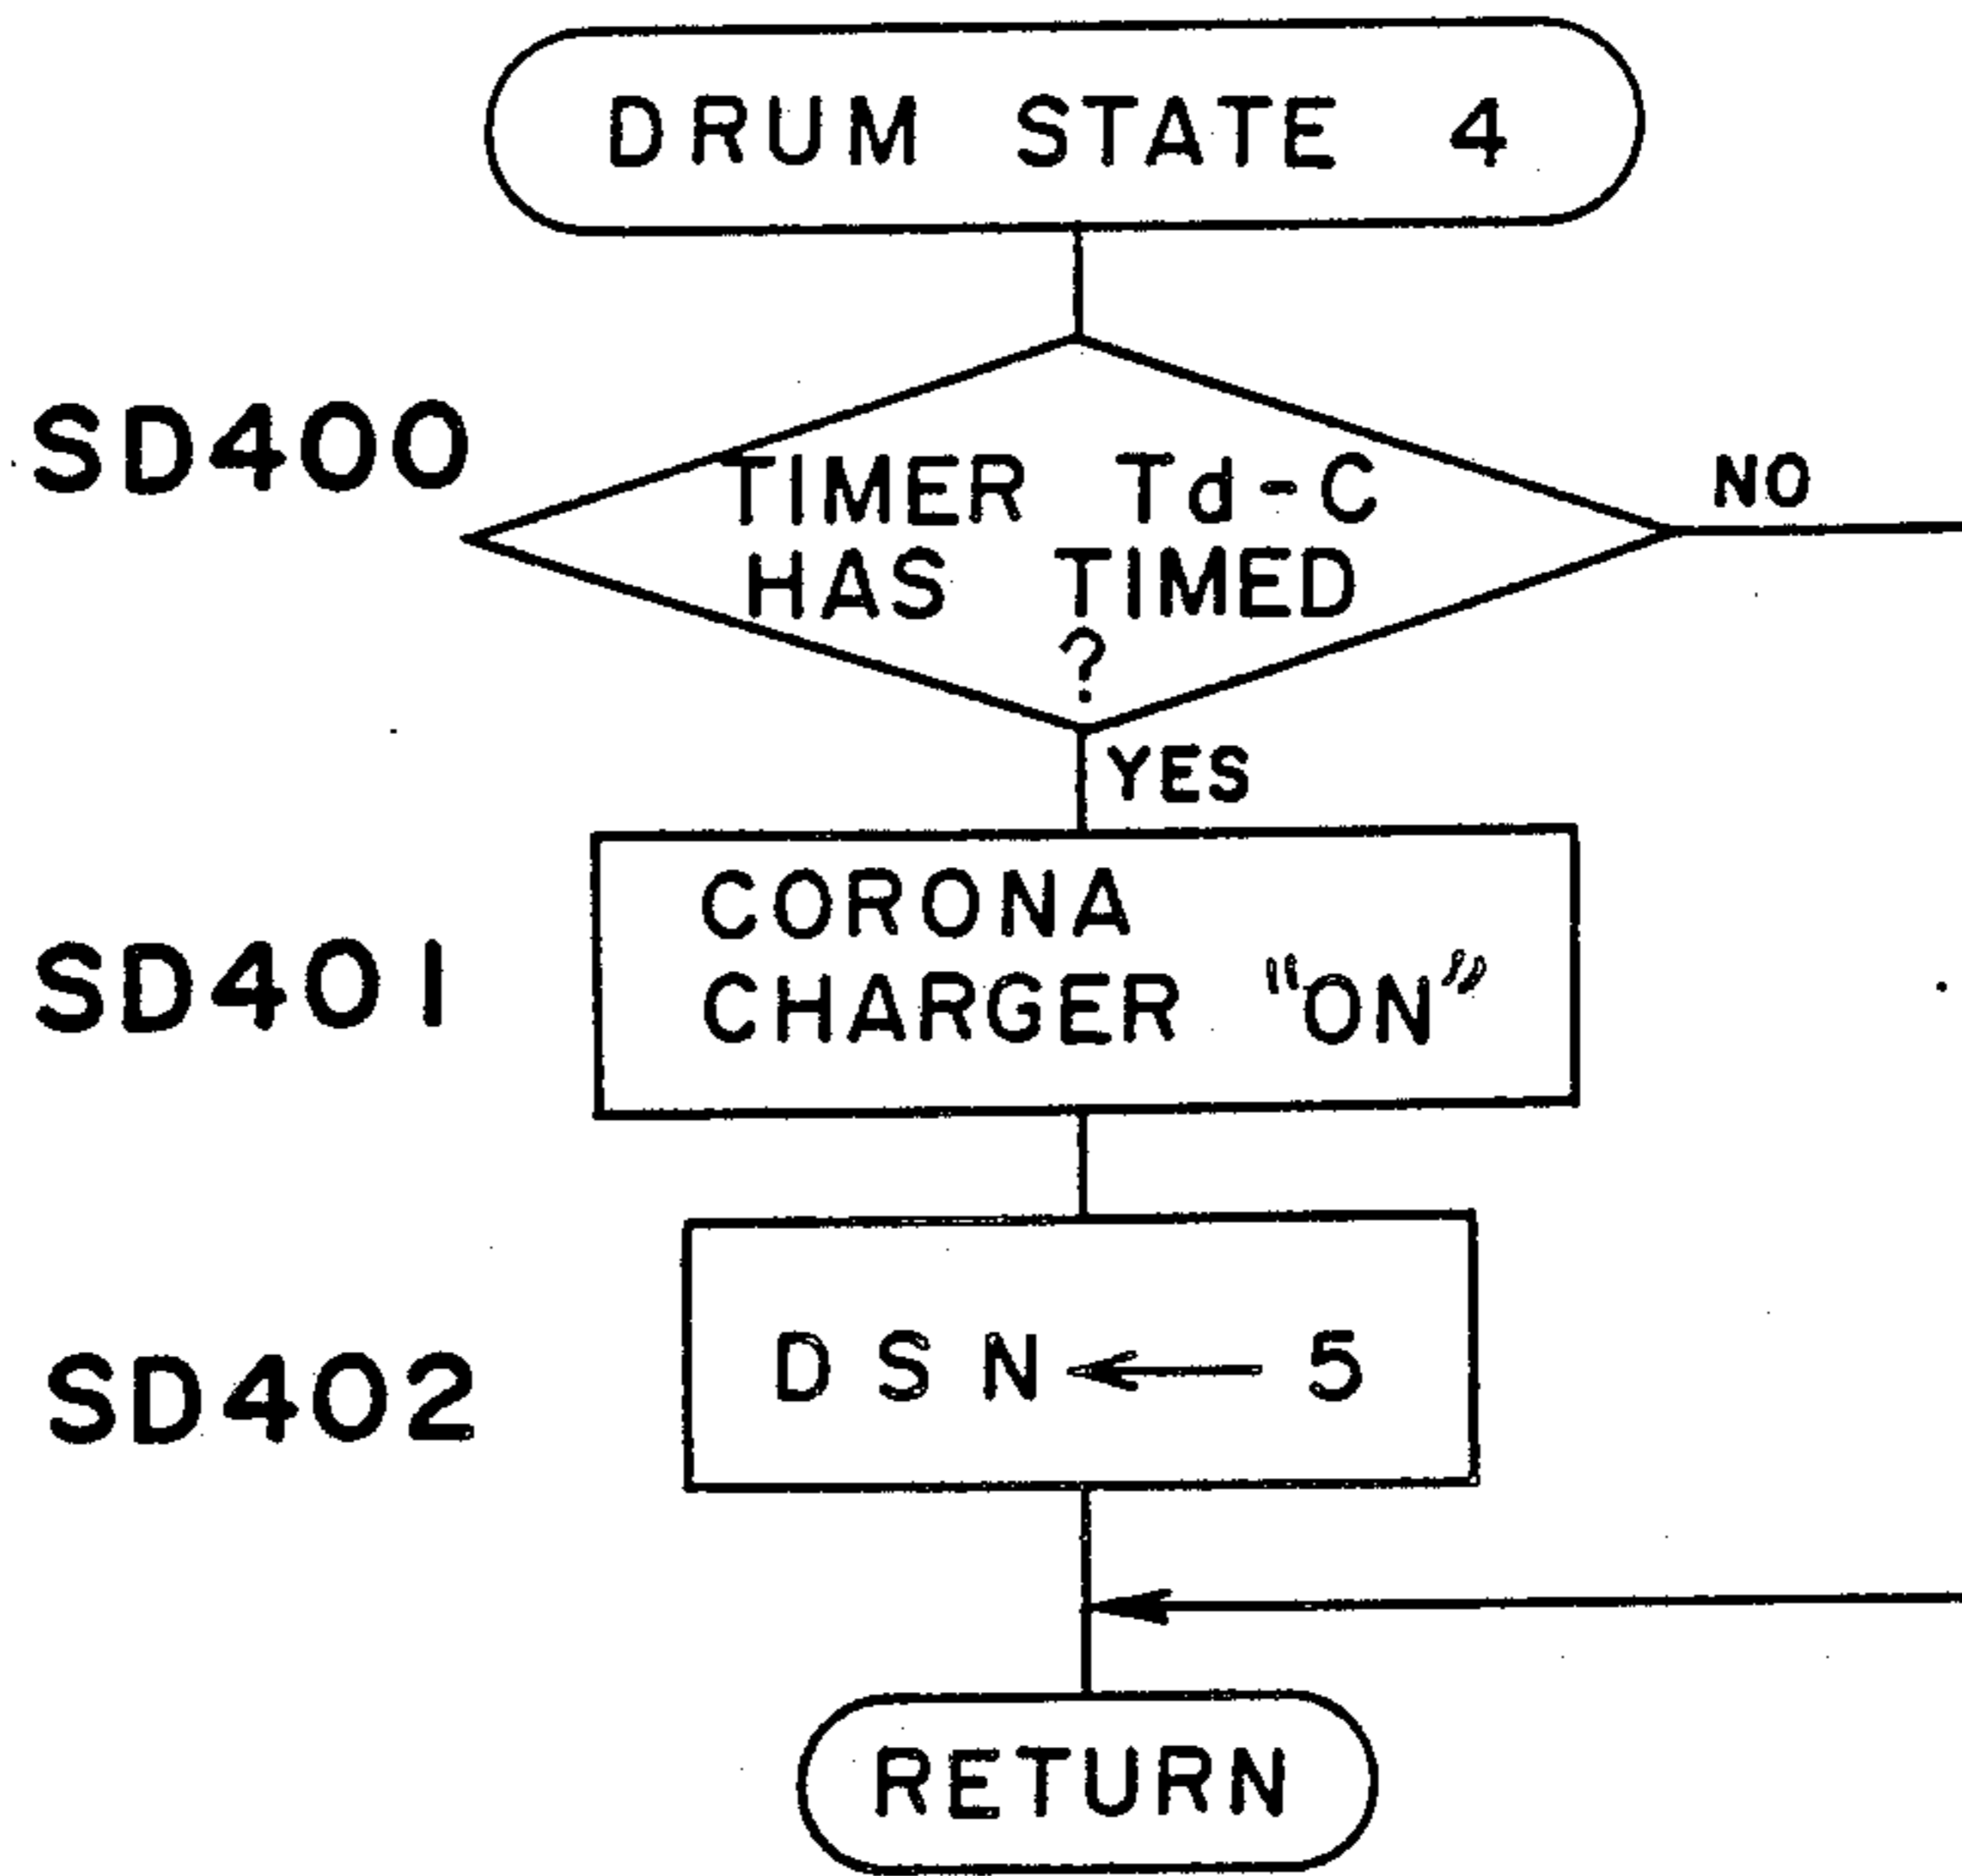 DRUM STATE 4
SD400
TIMER Td-C
HAS TIMED
?
NO
YES
SD401
CORONA
CHARGER "ON"
SD402
DSN ← 5
RETURN